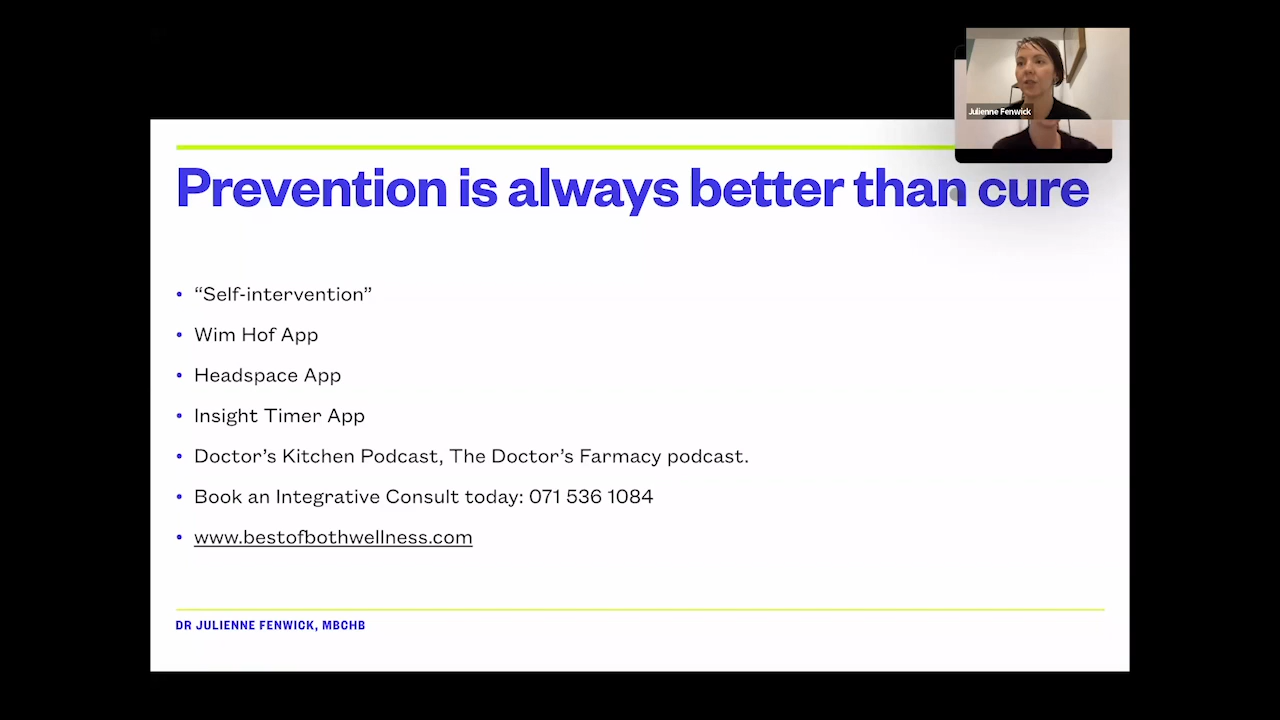 Julienne Fenwick
Prevention is always better than cure
• “Self-intervention”
• Wim Hof App
• Headspace App
• Insight Timer App
• Doctor’s Kitchen Podcast, The Doctor’s Farmacy podcast.
• Book an Integrative Consult today: 071 536 1084
• www.bestofbothwellness.com
DR JULIENNE FENWICK, MBCHB